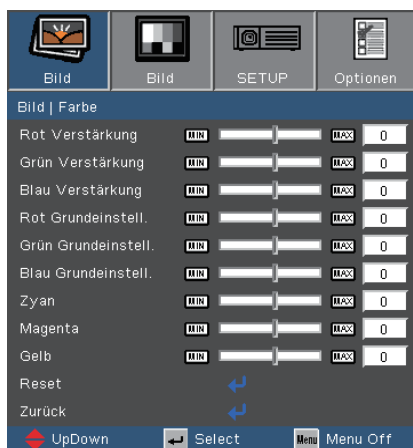 Bild Bild SETUP Optionen
Bild | Farbe
Rot Verstärkung MIN MAX 0
Grün Verstärkung MIN MAX 0
Blau Verstärkung MIN MAX 0
Rot Grundeinstell. MIN MAX 0
Grün Grundeinstell. MIN MAX 0
Blau Grundeinstell. MIN MAX 0
Zyan MIN MAX 0
Magenta MIN MAX 0
Gelb MIN MAX 0
Reset
Zurück
UpDown Select Menu Menu Off